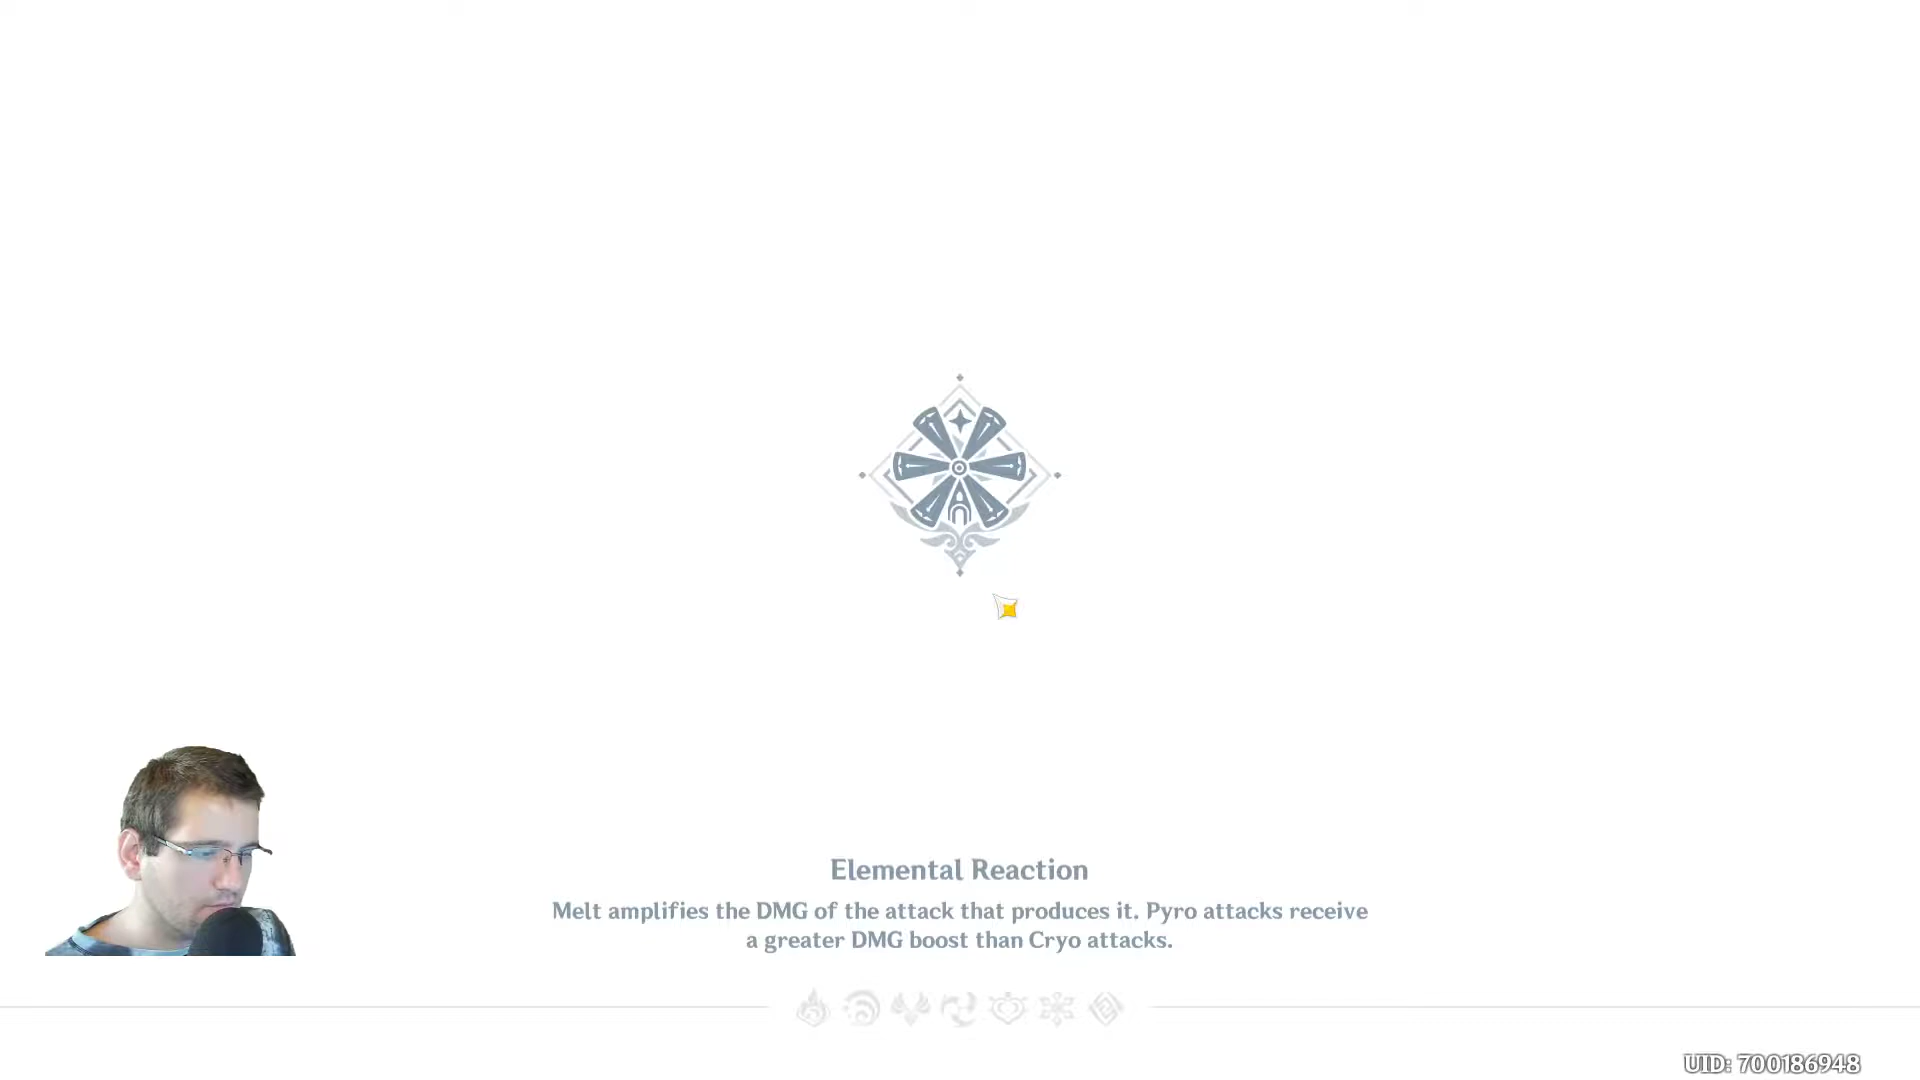 Elemental Reaction
Melt amplifies the DMG of the attack that produces it. Pyro attacks receive
a greater DMG boost than Cryo attacks.
UID: 700186948